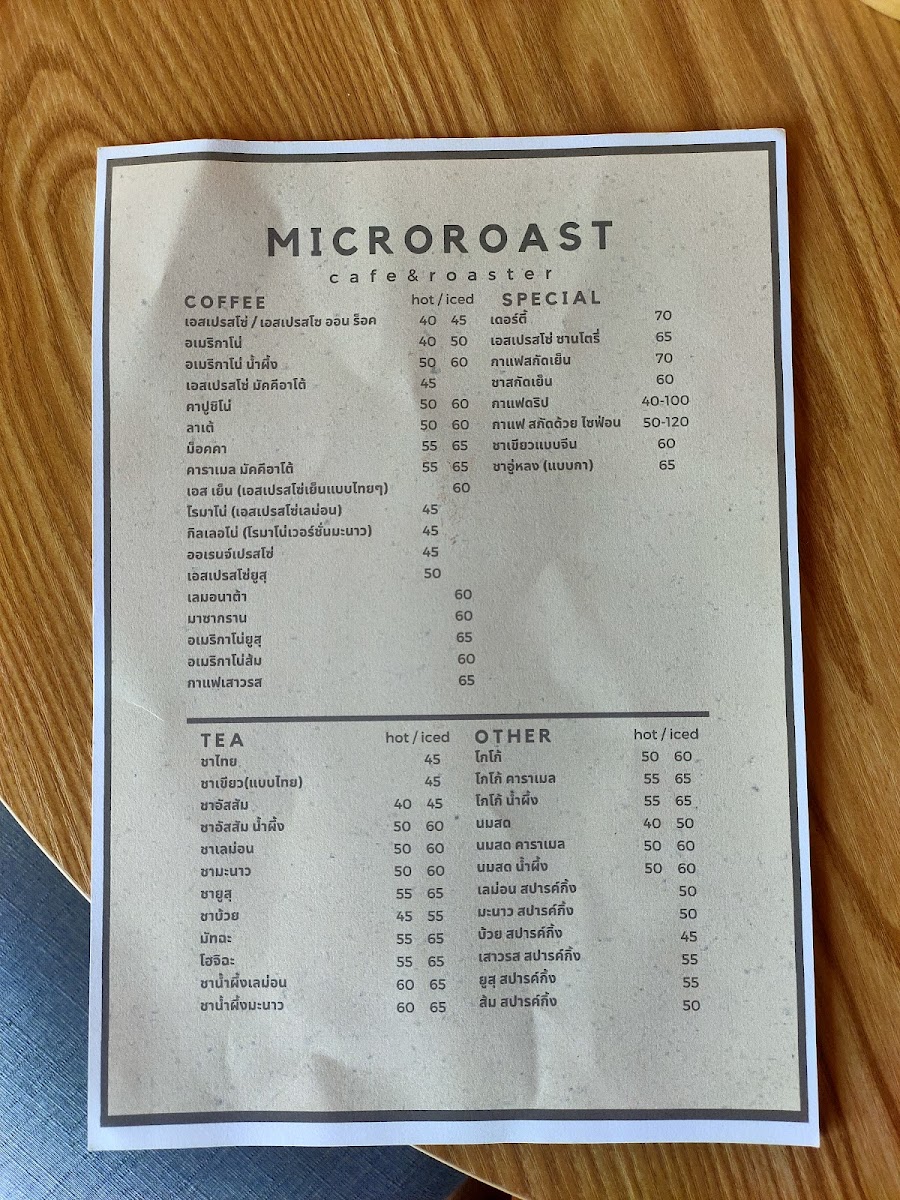 MICROROAST
cafe&roaster
COFFEE hot / iced
เอสเปรสโซ่ / เอสเปรสโซ ออน ร็อค 40 45
อเมริกาโน่ 40 50
อเมริกาโน่ น้ำผึ้ง 50 60
เอสเปรสโซ่ มัคคีอาโต้ 45
คาปูชิโน่ 50 60
ลาเต้ 50 60
ม็อคคา 55 65
คาราเมล มัคคีอาโต้ 55 65
เอส เย็น (เอสเปรสโซ่เย็นแบบไทยๆ) 60
โรมาโน่ (เอสเปรสโซ่เลม่อน) 45
กิลเลอโน่ (โรมาโน่เวอร์ชั่นมะนาว) 45
ออเรนจ์เปรสโซ่ 45
เอสเปรสโซ่ยูสุ 50
เลมอนาต้า 60
มาซากราน 60
อเมริกาโน่ยูสุ 65
อเมริกาโน่ส้ม 60
กาแฟเสาวรส 65
SPECIAL
เดอร์ตี้ 70
เอสเปรสโซ่ ชานโตรี่ 65
กาแฟสกัดเย็น 70
ชาสกัดเย็น 60
กาแฟดริป 40-100
กาแฟ สกัดด้วย ไซฟ่อน 50-120
ชาเขียวแบบจีน 60
ชาอู่หลง (แบบกา) 65
TEA hot / iced
ชาไทย 45
ชาเขียว(แบบไทย) 45
ชาอัสสัม 40 45
ชาอัสสัม น้ำผึ้ง 50 60
ชาเลม่อน 50 60
ชามะนาว 50 60
ชายูสุ 55 65
ชาบ้วย 45 55
มัทฉะ 55 65
โฮจิฉะ 55 65
ชาน้ำผึ้งเลม่อน 60 65
ชาน้ำผึ้งมะนาว 60 65
OTHER hot / iced
โกโก้ 50 60
โกโก้ คาราเมล 55 65
โกโก้ น้ำผึ้ง 55 65
นมสด 40 50
นมสด คาราเมล 50 60
นมสด น้ำผึ้ง 50 60
เลม่อน สปารค์กิ้ง 50
มะนาว สปารค์กิ้ง 50
บ้วย สปารค์กิ้ง 45
เสาวรส สปารค์กิ้ง 55
ยูสุ สปารค์กิ้ง 55
ส้ม สปารค์กิ้ง 50